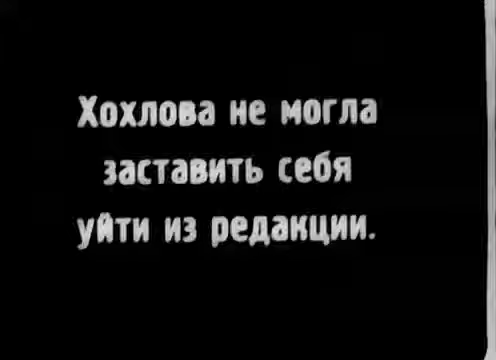 Хохлова не могла
заставить себя
уйти из редакции.